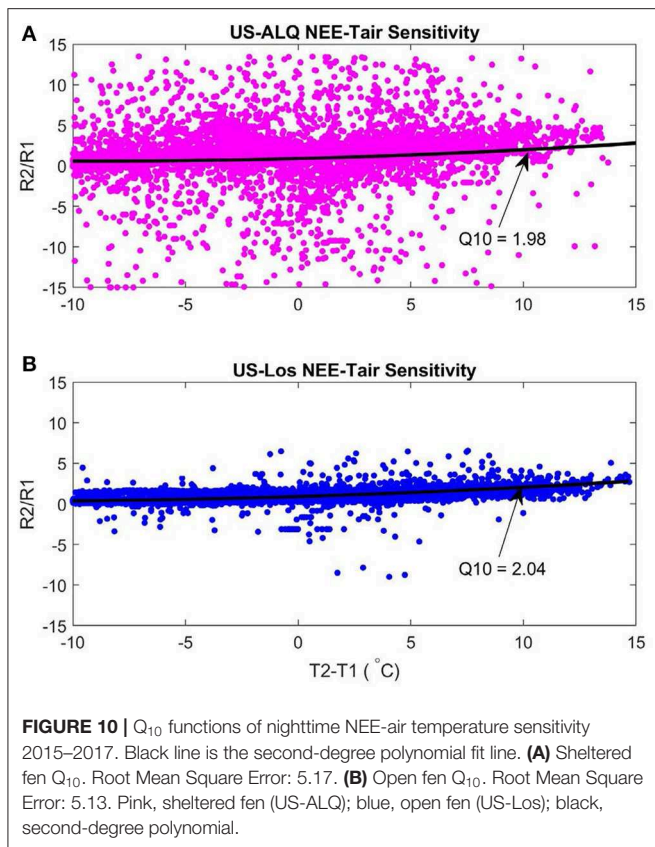 A
US-ALQ NEE-Tair Sensitivity
15
10
5
0
-5
-10
-15
R2/R1
Q10 = 1.98
-10 -5 0 5 10 15
B
US-Los NEE-Tair Sensitivity
15
10
5
0
-5
-10
-15
R2/R1
Q10 = 2.04
-10 -5 0 5 10 15
T2-T1 ( °C)
FIGURE 10 | Q10 functions of nighttime NEE-air temperature sensitivity
2015–2017. Black line is the second-degree polynomial fit line. (A) Sheltered
fen Q10. Root Mean Square Error: 5.17. (B) Open fen Q10. Root Mean Square
Error: 5.13. Pink, sheltered fen (US-ALQ); blue, open fen (US-Los); black,
second-degree polynomial.